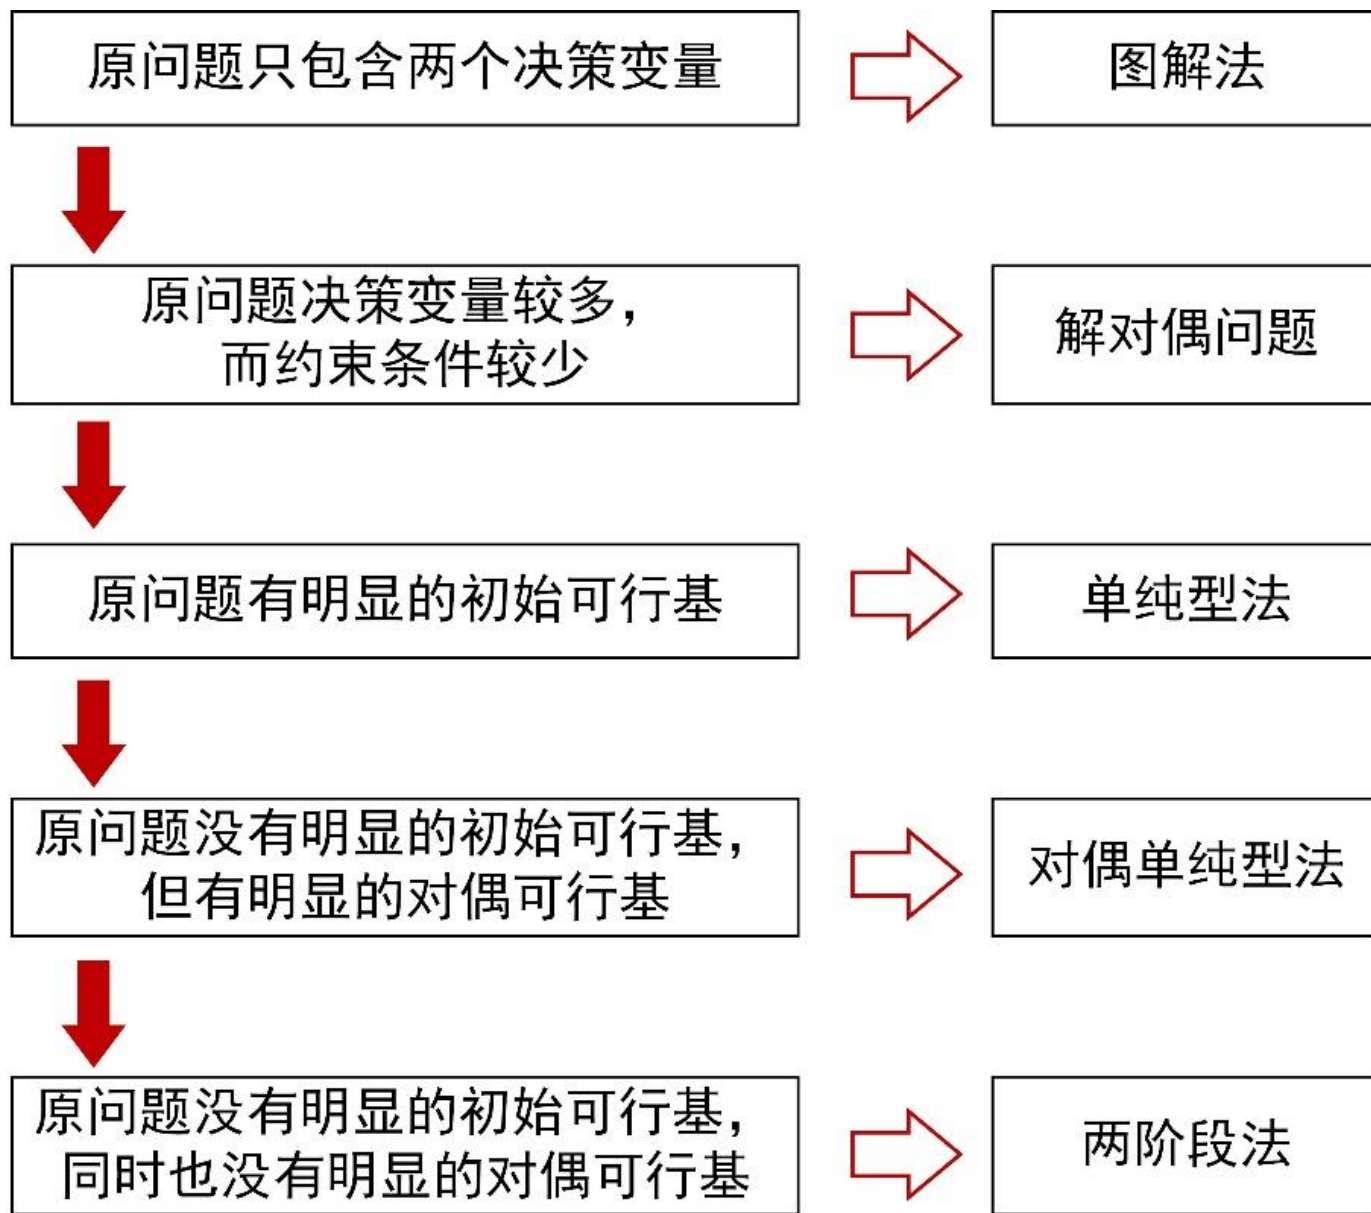 原问题只包含两个决策变量
图解法
原问题决策变量较多，
而约束条件较少
解对偶问题
原问题有明显的初始可行基
单纯型法
原问题没有明显的初始可行基，
但有明显的对偶可行基
对偶单纯型法
原问题没有明显的初始可行基，
同时也没有明显的对偶可行基
两阶段法